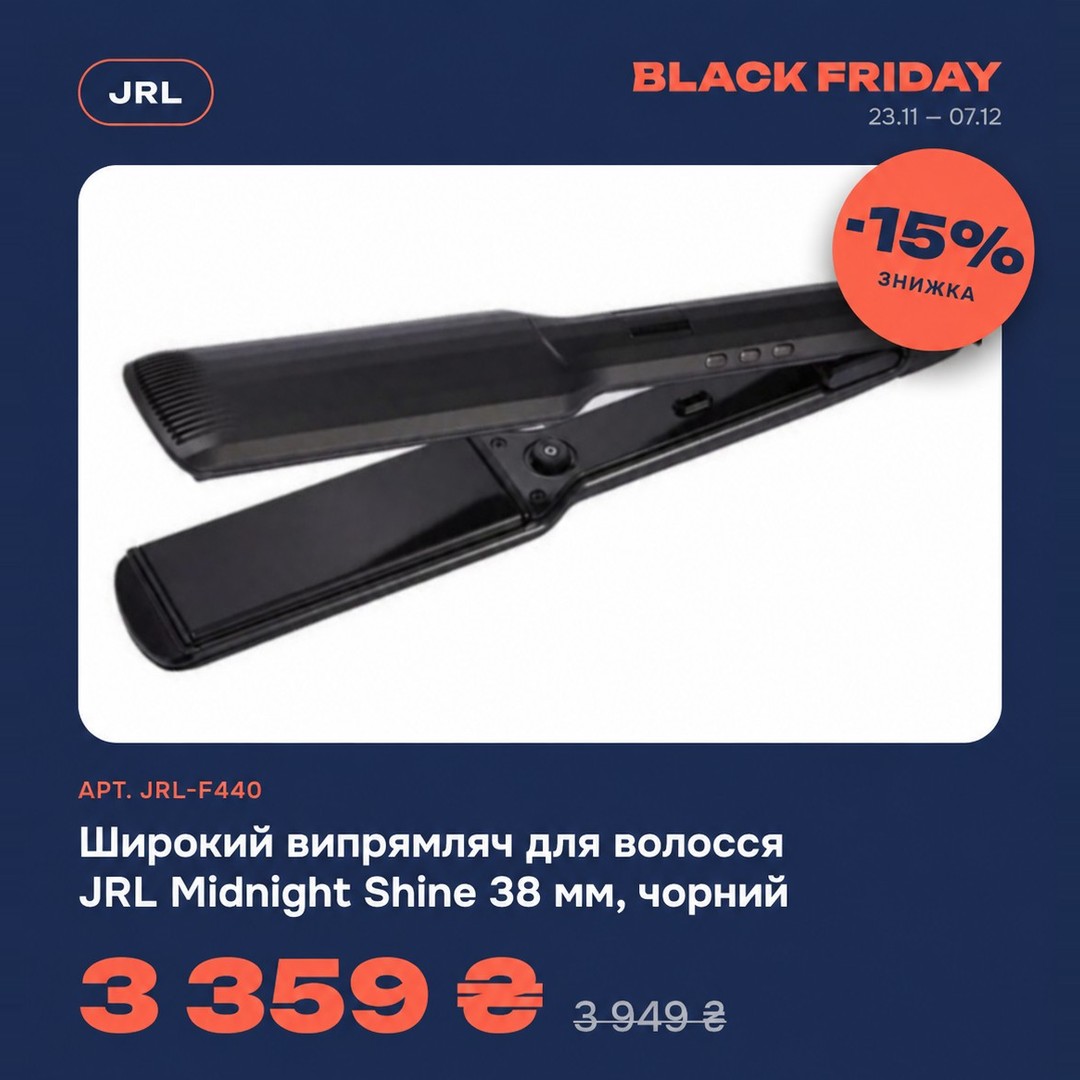 JRL
BLACK FRIDAY
23.11 — 07.12
-15%
ЗНИЖКА
АРТ. JRL-F440
Широкий випрямляч для волосся
JRL Midnight Shine 38 мм, чорний
3 359 ₴
3 949 ₴